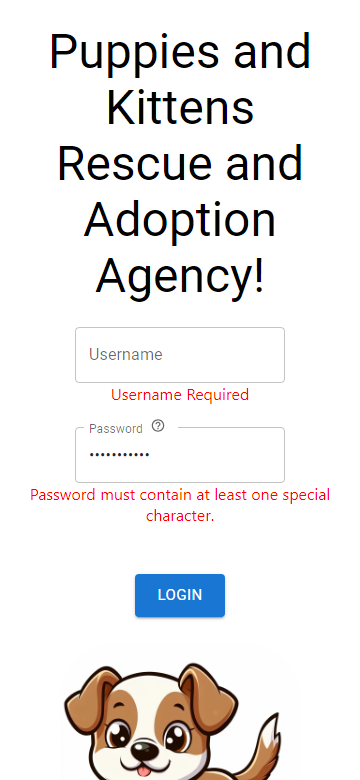 Puppies and
Kittens
Rescue and
Adoption
Agency!
Username
Username Required
Password
•••••••••••
Password must contain at least one special
character.
LOGIN